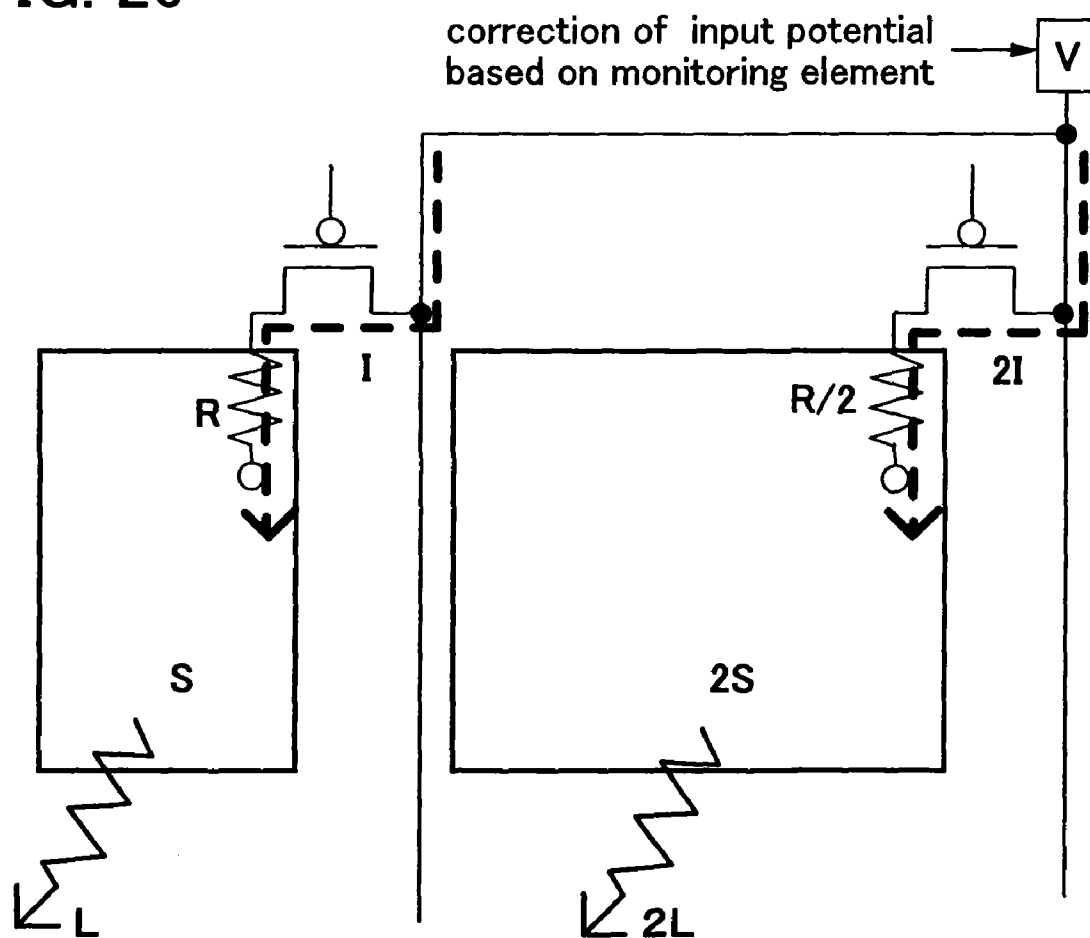 correction of input potential
based on monitoring element
V
I
2I
R
R/2
S
2S
L
2L